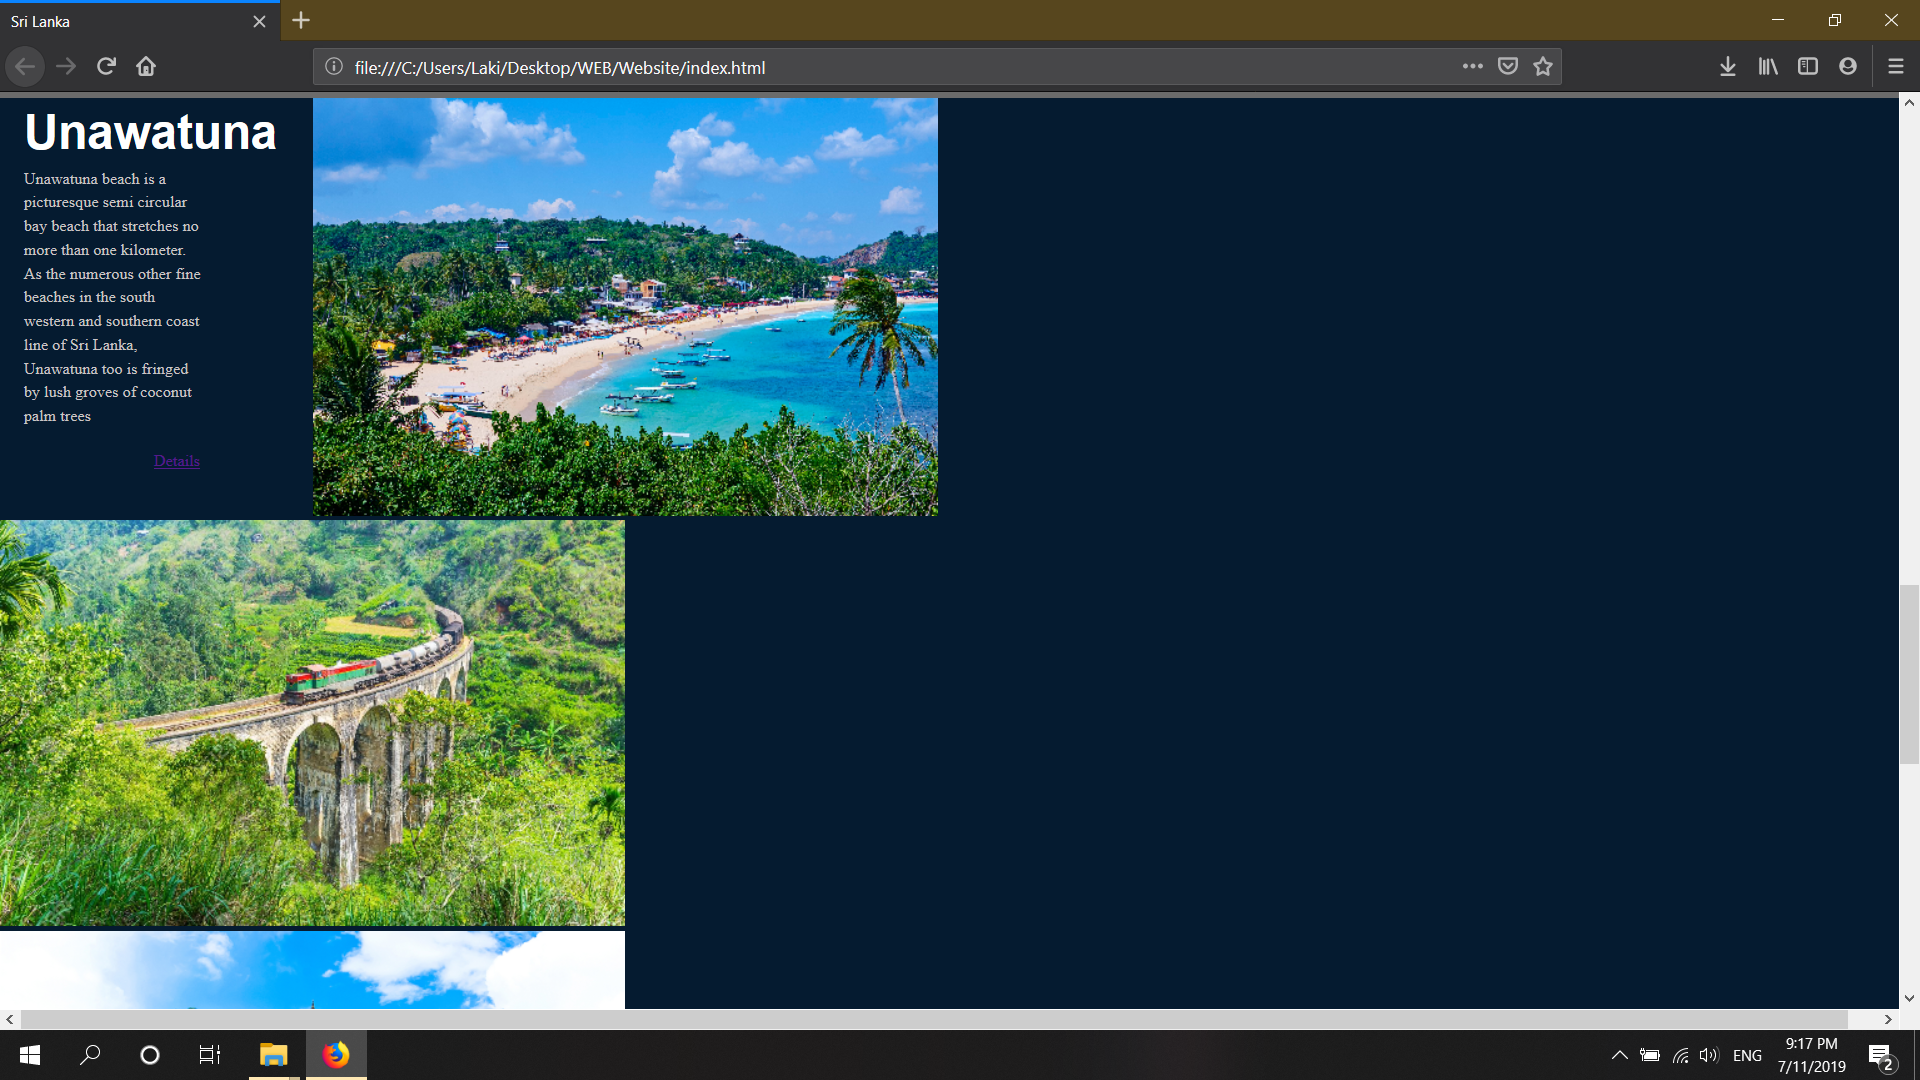 Sri Lanka
file:///C:/Users/Laki/Desktop/WEB/Website/index.html
Unawatuna
Unawatuna beach is a
picturesque semi circular
bay beach that stretches no
more than one kilometer.
As the numerous other fine
beaches in the south
western and southern coast
line of Sri Lanka,
Unawatuna too is fringed
by lush groves of coconut
palm trees
Details
ENG
9:17 PM
7/11/2019
2